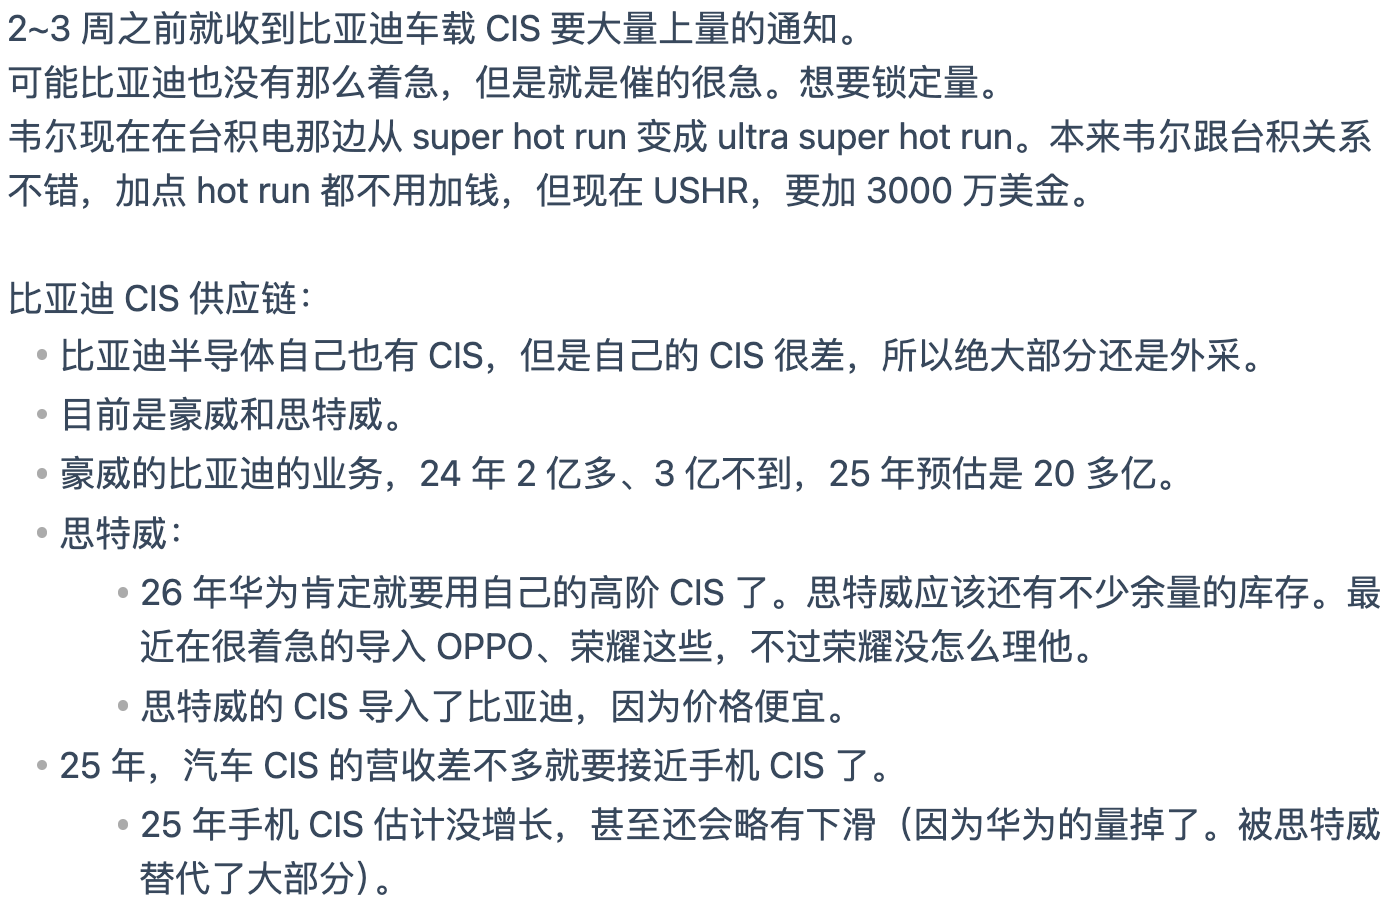 2~3 周之前就收到比亚迪车载 CIS 要大量上量的通知。
可能比亚迪也没有那么着急，但是就是催的很急。想要锁定量。
韦尔现在在台积电那边从 super hot run 变成 ultra super hot run。本来韦尔跟台积关系
不错，加点 hot run 都不用加钱，但现在 USHR，要加 3000 万美金。
比亚迪 CIS 供应链：
• 比亚迪半导体自己也有 CIS，但是自己的 CIS 很差，所以绝大部分还是外采。
• 目前是豪威和思特威。
• 豪威的比亚迪的业务，24 年 2 亿多、3 亿不到，25 年预估是 20 多亿。
• 思特威：
• 26 年华为肯定就要用自己的高阶 CIS 了。思特威应该还有不少余量的库存。最
近在很着急的导入 OPPO、荣耀这些，不过荣耀没怎么理他。
• 思特威的 CIS 导入了比亚迪，因为价格便宜。
• 25 年，汽车 CIS 的营收差不多就要接近手机 CIS 了。
• 25 年手机 CIS 估计没增长，甚至还会略有下滑（因为华为的量掉了。被思特威
替代了大部分）。